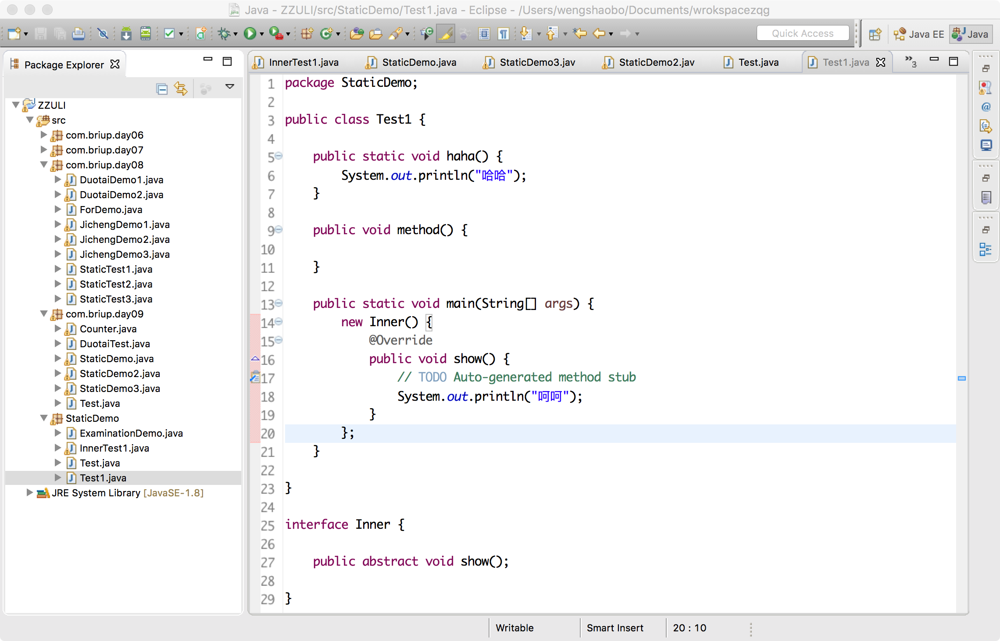 Java - ZZULI/src/StaticDemo/Test1.java - Eclipse - /Users/wengshaobo/Documents/wrokspacezqg
Quick Access
Java EE
Java
Package Explorer
InnerTest1.java
StaticDemo.java
StaticDemo3.jav
StaticDemo2.jav
Test.java
Test1.java
»3
ZZULI
src
com.briup.day06
com.briup.day07
com.briup.day08
DuotaiDemo1.java
DuotaiDemo2.java
ForDemo.java
JichengDemo1.java
JichengDemo2.java
JichengDemo3.java
StaticTest1.java
StaticTest2.java
StaticTest3.java
com.briup.day09
Counter.java
DuotaiTest.java
StaticDemo.java
StaticDemo2.java
StaticDemo3.java
Test.java
StaticDemo
ExaminationDemo.java
InnerTest1.java
Test.java
Test1.java
JRE System Library [JavaSE-1.8]
1 package StaticDemo;
2
3 public class Test1 {
4
5 public static void haha() {
6 System.out.println("哈哈");
7 }
8
9 public void method() {
10
11 }
12
13 public static void main(String[] args) {
14 new Inner() {
15 @Override
16 public void show() {
17 // TODO Auto-generated method stub
18 System.out.println("呵呵");
19 }
20 };
21 }
22
23 }
24
25 interface Inner {
26
27 public abstract void show();
28
29 }
Writable
Smart Insert
20 : 10